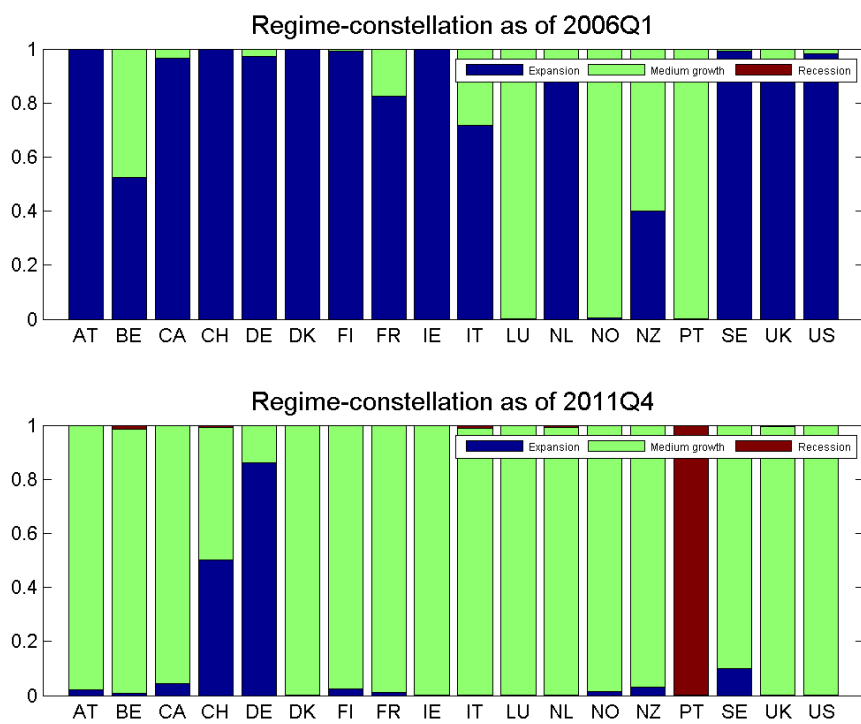 Regime-constellation as of 2006Q1
1
Expansion Medium growth Recession
0.8
0.6
0.4
0.2
0
AT BE CA CH DE DK FI FR IE IT LU NL NO NZ PT SE UK US
Regime-constellation as of 2011Q4
1
Expansion Medium growth Recession
0.8
0.6
0.4
0.2
0
AT BE CA CH DE DK FI FR IE IT LU NL NO NZ PT SE UK US